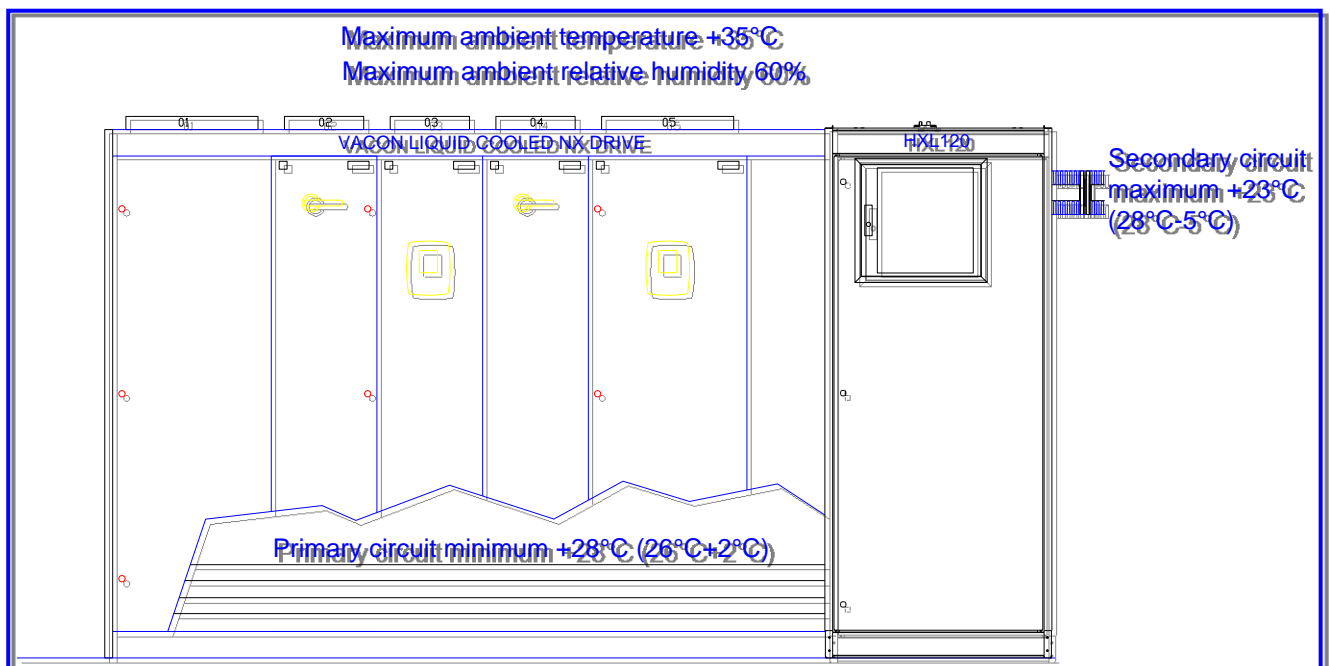 Maximum ambient temperature +35°C
Maximum ambient relative humidity 60%
01 02 03 04 05
VACON LIQUID COOLED NX DRIVE
HXL120
Secondary circuit
maximum +23°C
(28°C-5°C)
Primary circuit minimum +28°C (26°C+2°C)